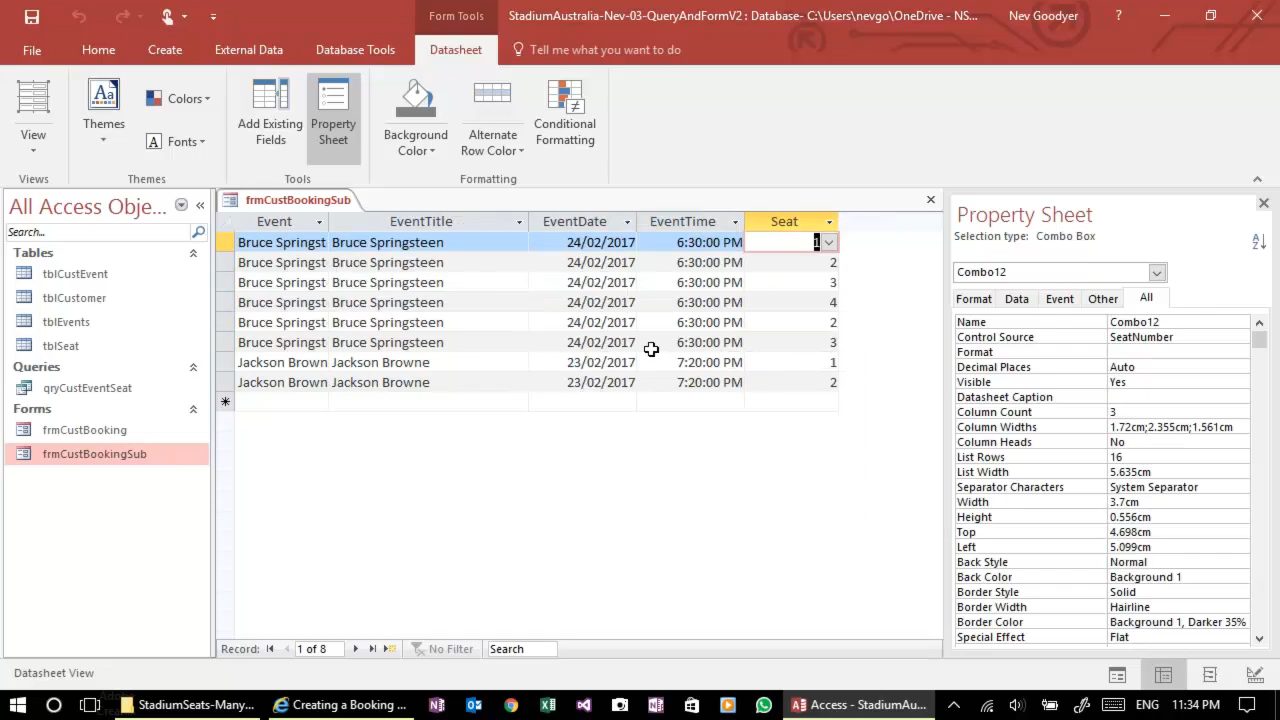 Form Tools
StadiumAustralia-Nev-03-QueryAndFormV2 : Database- C:\Users\nevgo\OneDrive - NS...
Nev Goodyer
?
File
Home
Create
External Data
Database Tools
Datasheet
Tell me what you want to do
View
Themes
Colors
Fonts
Add Existing Fields
Property Sheet
Background Color
Alternate Row Color
Conditional Formatting
Views
Themes
Tools
Formatting
All Access Obje...
Search...
Tables
tblCustEvent
tblCustomer
tblEvents
tblSeat
Queries
qryCustEventSeat
Forms
frmCustBooking
frmCustBookingSub
frmCustBookingSub
Event EventTitle EventDate EventTime Seat
Bruce Springst Bruce Springsteen 24/02/2017 6:30:00 PM 1
Bruce Springst Bruce Springsteen 24/02/2017 6:30:00 PM 2
Bruce Springst Bruce Springsteen 24/02/2017 6:30:00 PM 3
Bruce Springst Bruce Springsteen 24/02/2017 6:30:00 PM 4
Bruce Springst Bruce Springsteen 24/02/2017 6:30:00 PM 2
Bruce Springst Bruce Springsteen 24/02/2017 6:30:00 PM 3
Jackson Brown Jackson Browne 23/02/2017 7:20:00 PM 1
Jackson Brown Jackson Browne 23/02/2017 7:20:00 PM 2
Record: 1 of 8 No Filter Search
Property Sheet
Selection type: Combo Box
Combo12
Format Data Event Other All
Name Combo12
Control Source SeatNumber
Format
Decimal Places Auto
Visible Yes
Datasheet Caption
Column Count 3
Column Widths 1.72cm;2.355cm;1.561cm
Column Heads No
List Rows 16
List Width 5.635cm
Separator Characters System Separator
Width 3.7cm
Height 0.556cm
Top 4.698cm
Left 5.099cm
Back Style Normal
Back Color Background 1
Border Style Solid
Border Width Hairline
Border Color Background 1, Darker 35%
Special Effect Flat
Datasheet View
StadiumSeats-Many...
Creating a Booking ...
Access - StadiumAu...
ENG
11:34 PM